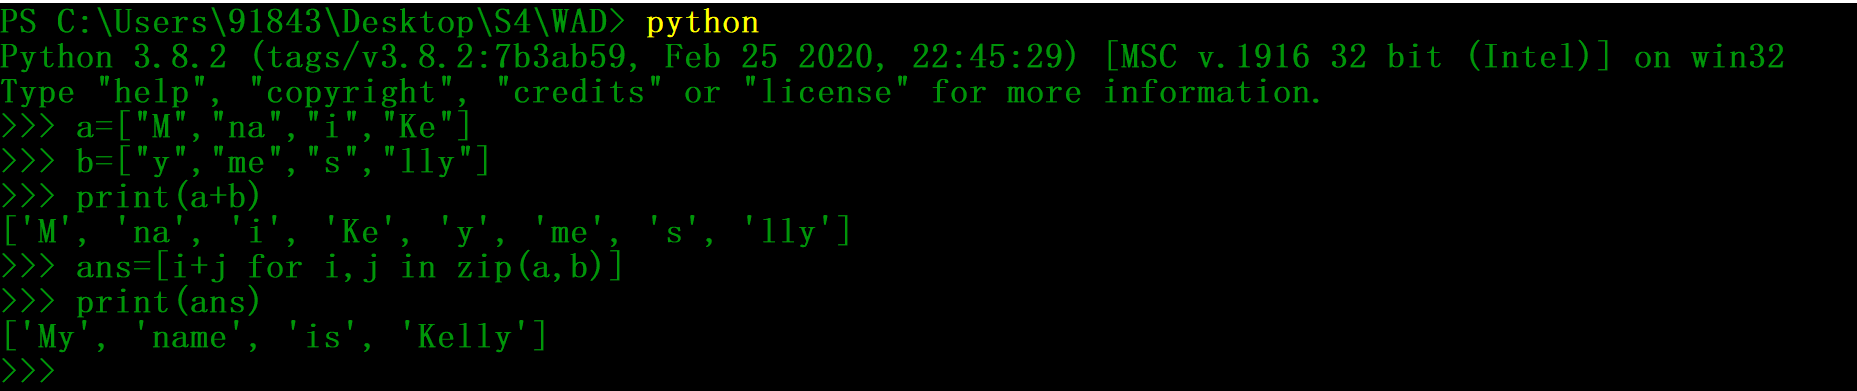 PS C:\Users\91843\Desktop\S4\WAD> python
Python 3.8.2 (tags/v3.8.2:7b3ab59, Feb 25 2020, 22:45:29) [MSC v.1916 32 bit (Intel)] on win32
Type "help", "copyright", "credits" or "license" for more information.
>>> a=["M","na","i","Ke"]
>>> b=["y","me","s","lly"]
>>> print(a+b)
['M', 'na', 'i', 'Ke', 'y', 'me', 's', 'lly']
>>> ans=[i+j for i,j in zip(a,b)]
>>> print(ans)
['My', 'name', 'is', 'Kelly']
>>>